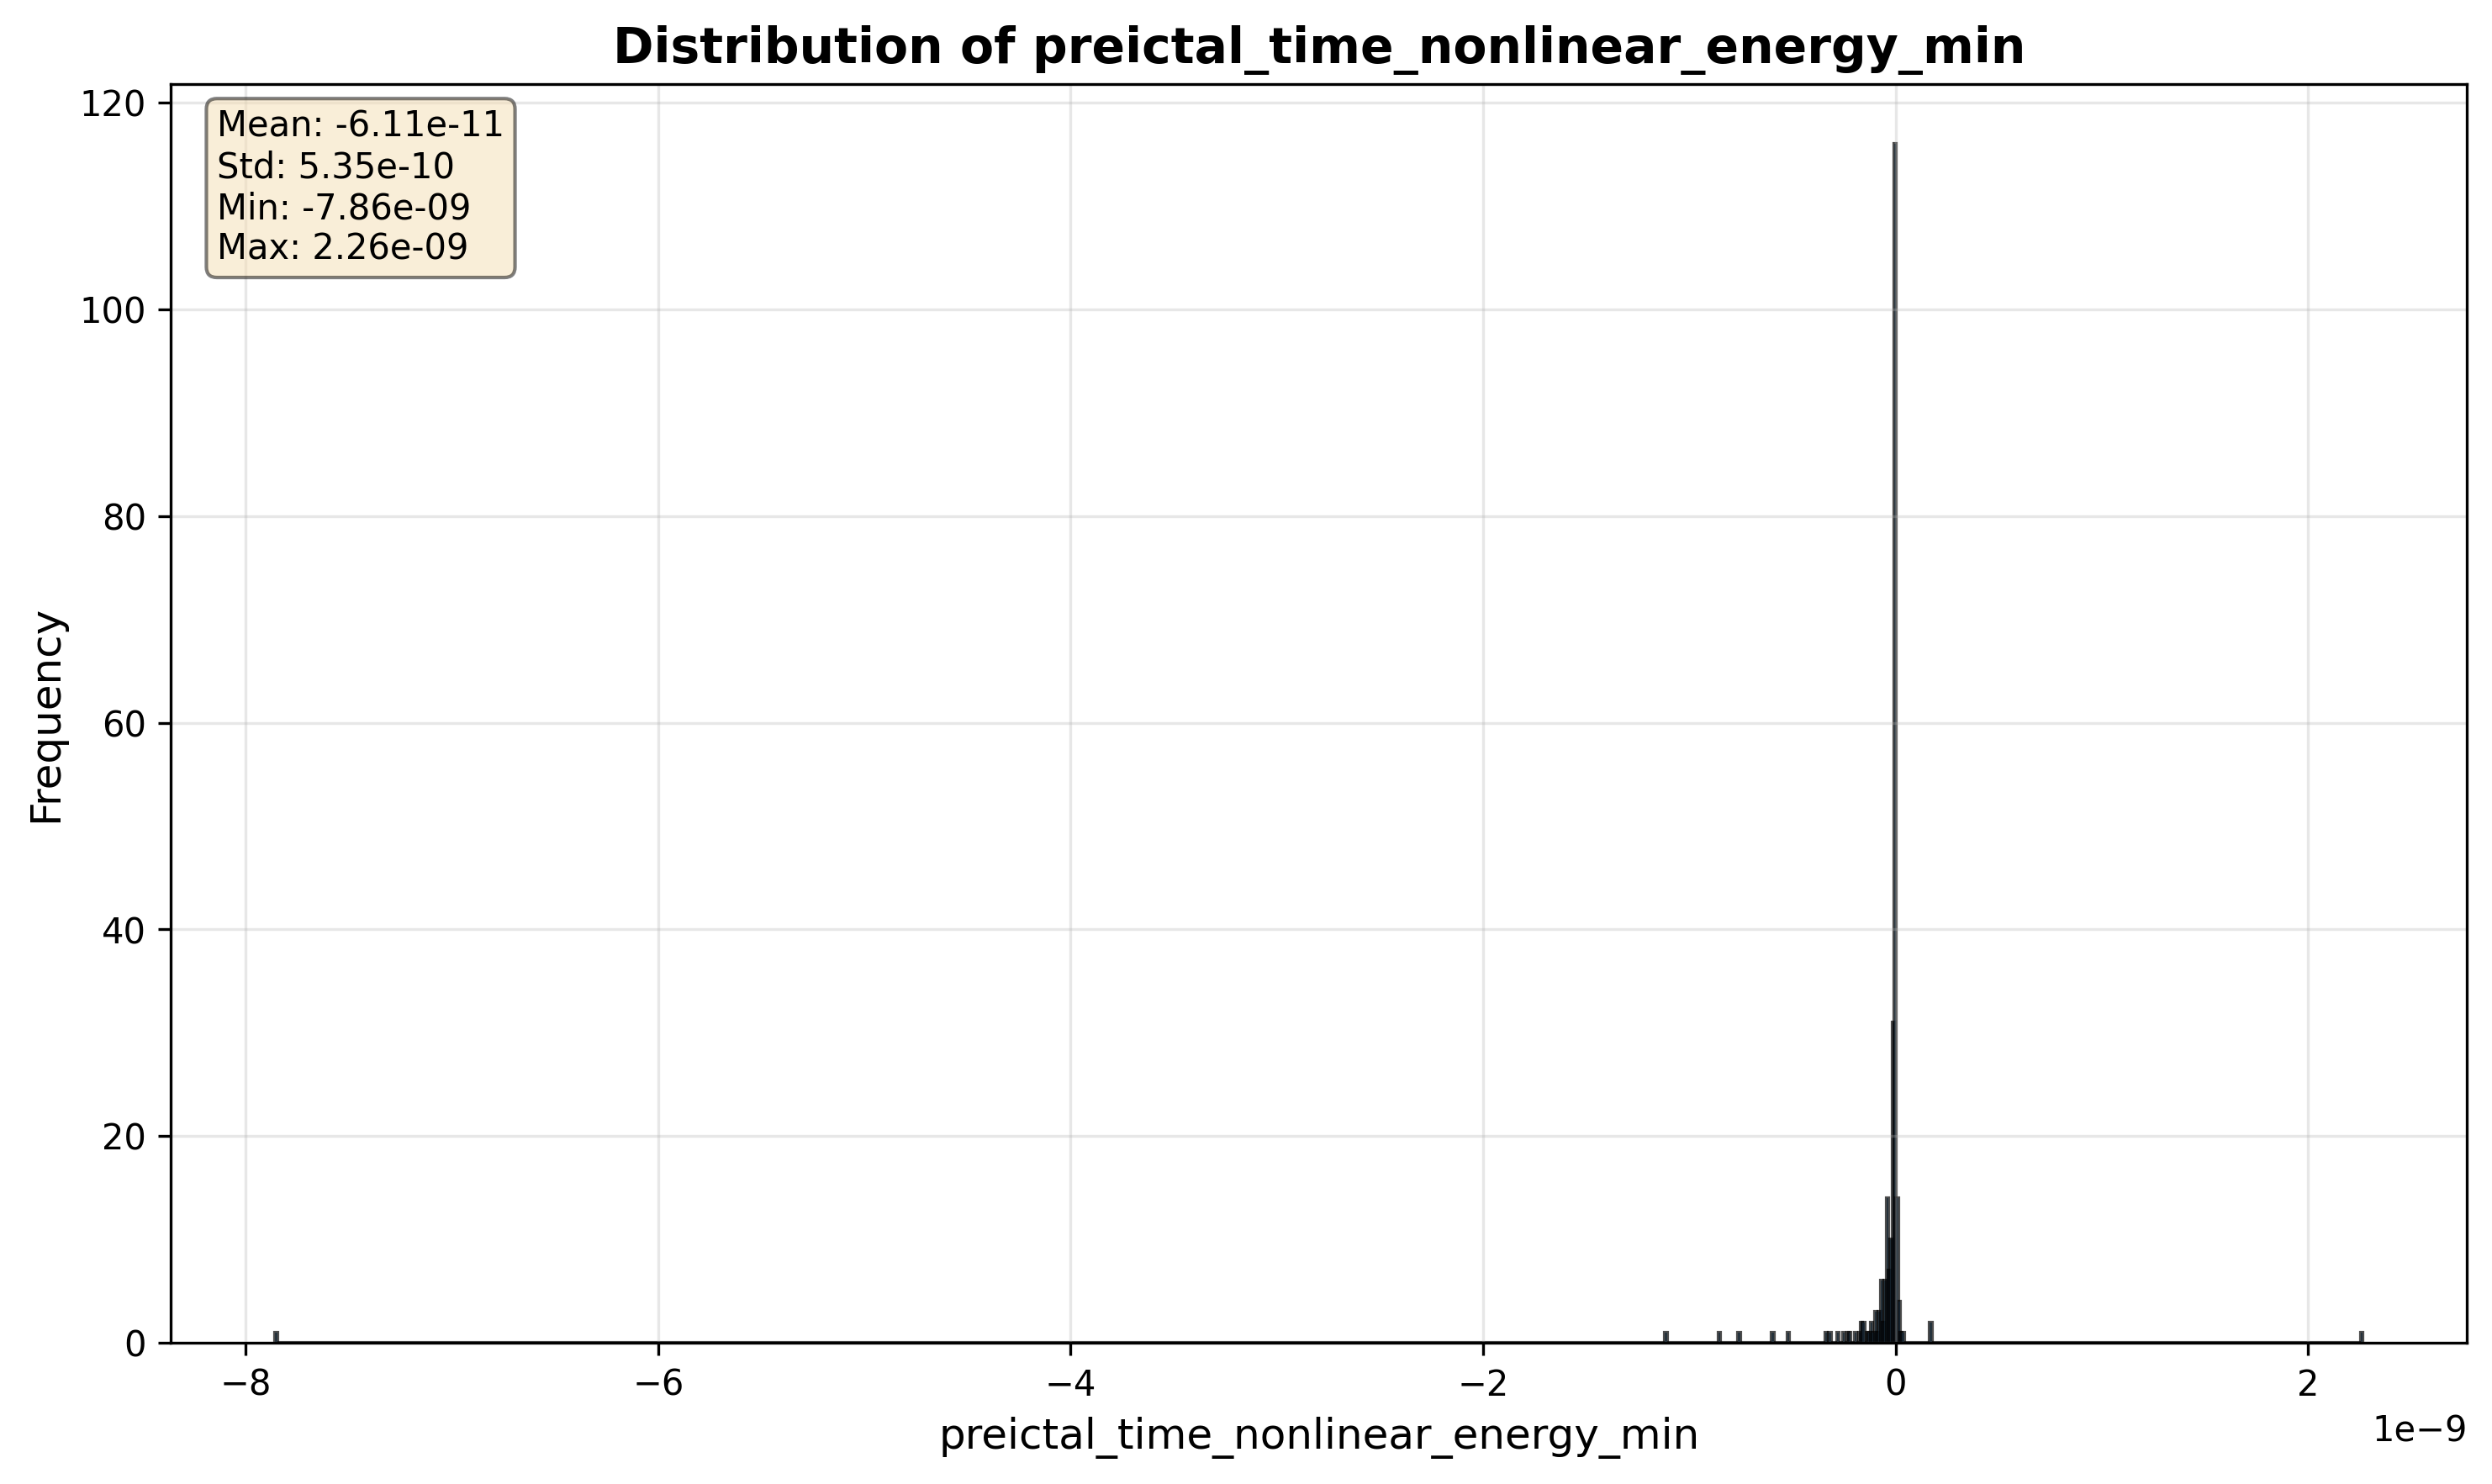 Distribution of preictal_time_nonlinear_energy_min
Mean: -6.11e-11
Std: 5.35e-10
Min: -7.86e-09
Max: 2.26e-09
120
100
80
60
40
20
0
Frequency
−8
−6
−4
−2
0
2
1e−9
preictal_time_nonlinear_energy_min